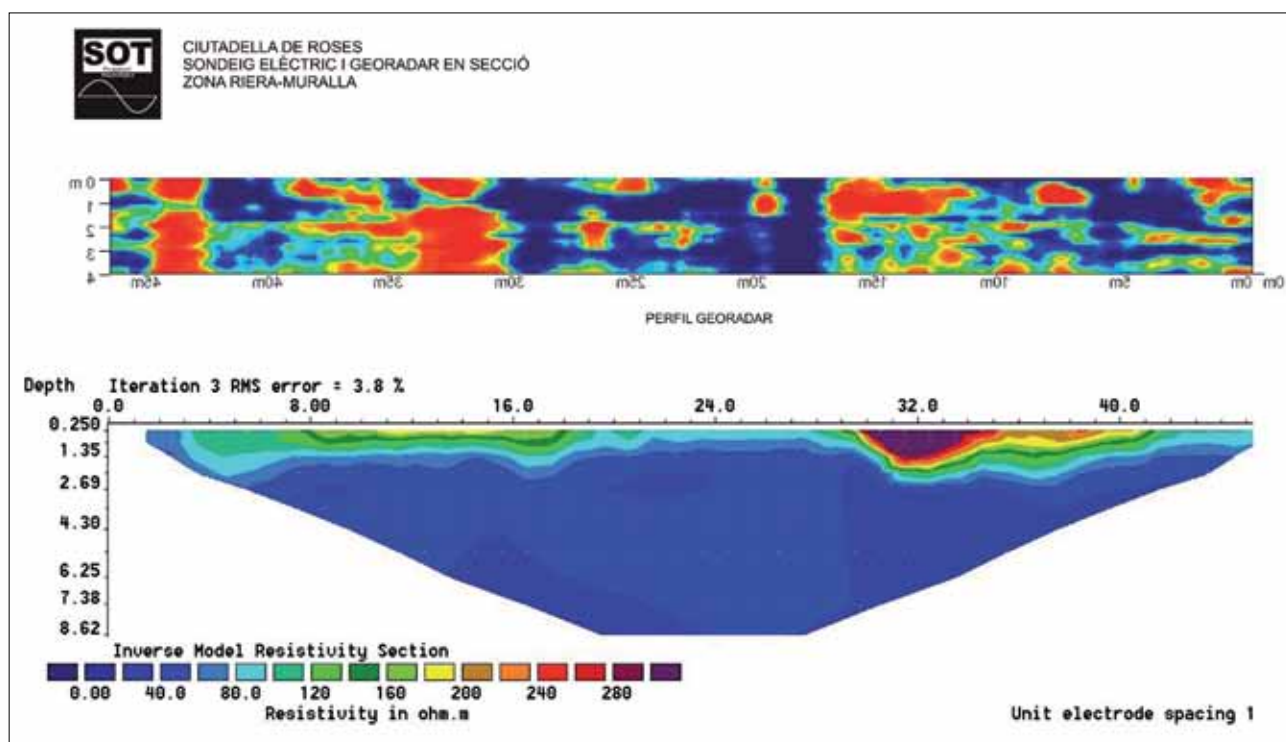 SOT
CIUTADELLA DE ROSES
SONDEIG ELÈCTRIC I GEORADAR EN SECCIÓ
ZONA RIERA-MURALLA
0 m
1
2
3
4
45m 40m 35m 30m 25m 20m 15m 10m 5m 0m 0m
PERFIL GEORADAR
Depth Iteration 3 RMS error = 3.8 %
0.0 8.00 16.0 24.0 32.0 40.0 m.
0.250
1.35
2.69
4.30
6.25
7.38
8.62
Inverse Model Resistivity Section
0.00 40.0 80.0 120 160 200 240 280
Resistivity in ohm.m
Unit electrode spacing 1